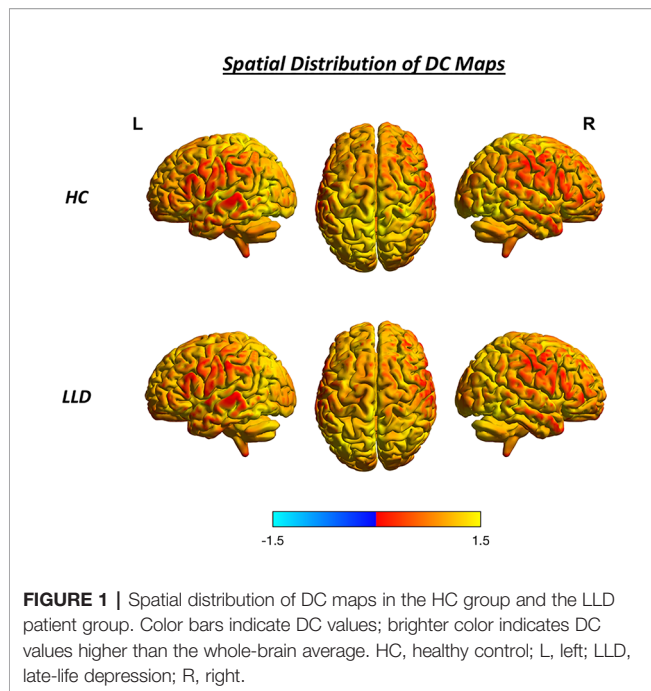 Spatial Distribution of DC Maps
L
R
HC
LLD
-1.5
1.5
FIGURE 1 | Spatial distribution of DC maps in the HC group and the LLD
patient group. Color bars indicate DC values; brighter color indicates DC
values higher than the whole-brain average. HC, healthy control; L, left; LLD,
late-life depression; R, right.